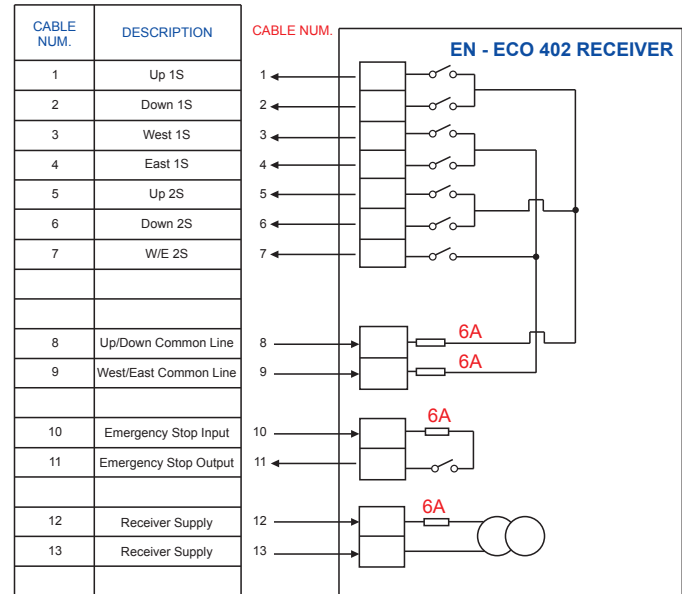 CABLE
NUM.
DESCRIPTION
CABLE NUM.
EN - ECO 402 RECEIVER
1 Up 1S 1
2 Down 1S 2
3 West 1S 3
4 East 1S 4
5 Up 2S 5
6 Down 2S 6
7 W/E 2S 7
8 Up/Down Common Line 8 6A
9 West/East Common Line 9 6A
10 Emergency Stop Input 10 6A
11 Emergency Stop Output 11
12 Receiver Supply 12 6A
13 Receiver Supply 13